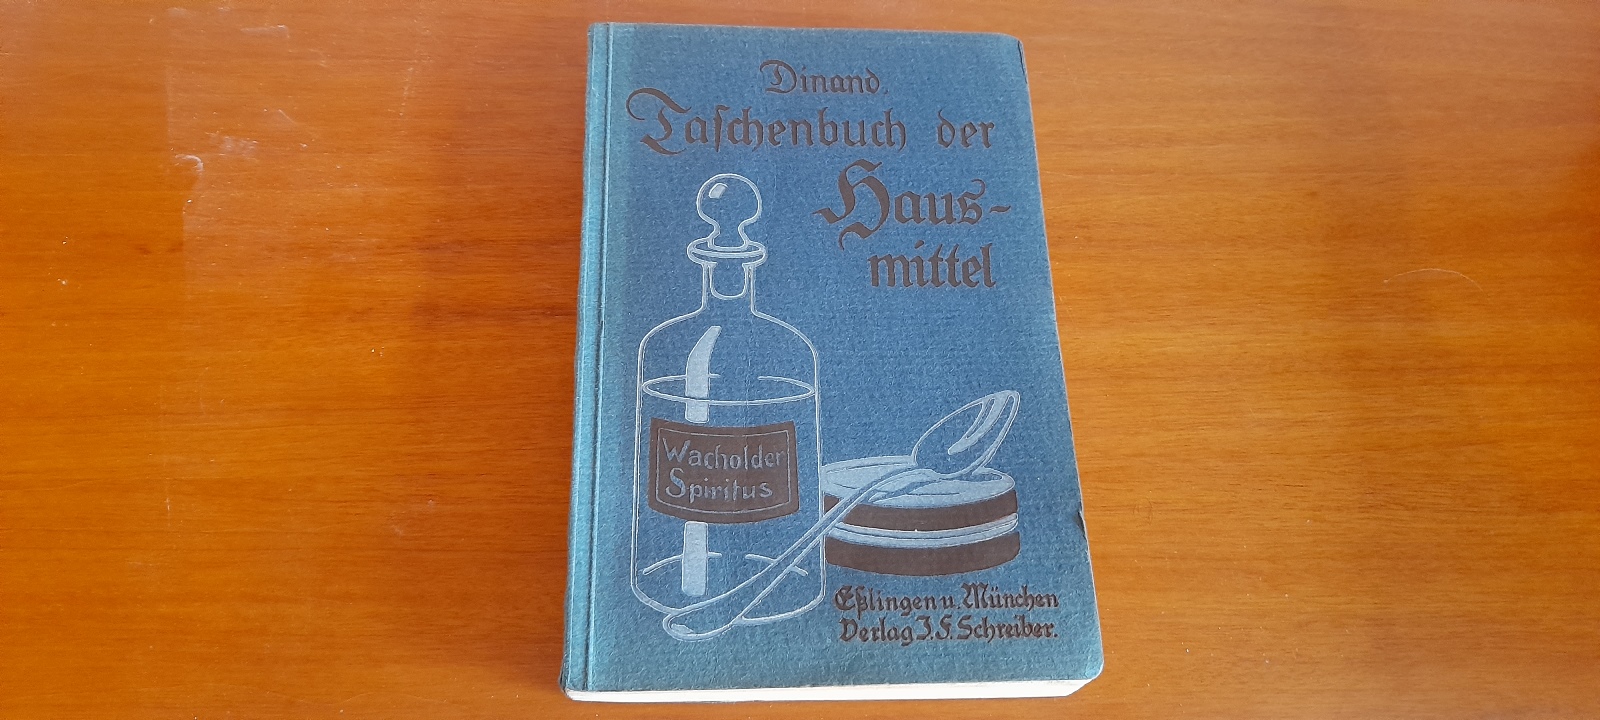 Dinand.
Taſchenbuch der
Haus-
mittel
Wacholder
Spiritus
Eßlingen u. München
Verlag J. F. Schreiber.